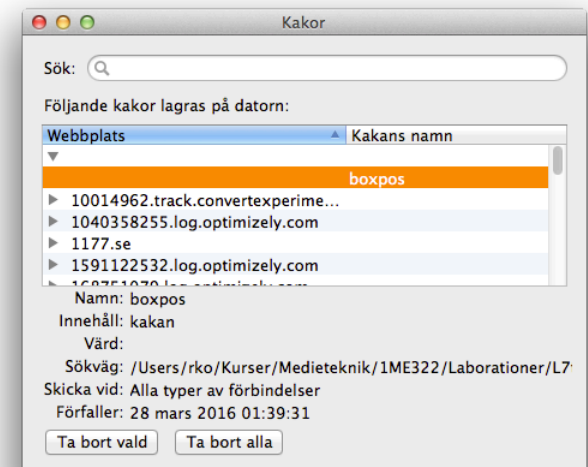 Kakor
Sök:
Följande kakor lagras på datorn:
Webbplats Kakans namn
boxpos
10014962.track.convertexperime...
1040358255.log.optimizely.com
1177.se
1591122532.log.optimizely.com
Namn: boxpos
Innehåll: kakan
Värd:
Sökväg: /Users/rko/Kurser/Medieteknik/1ME322/Laborationer/L7
Skicka vid: Alla typer av förbindelser
Förfaller: 28 mars 2016 01:39:31
Ta bort vald Ta bort alla